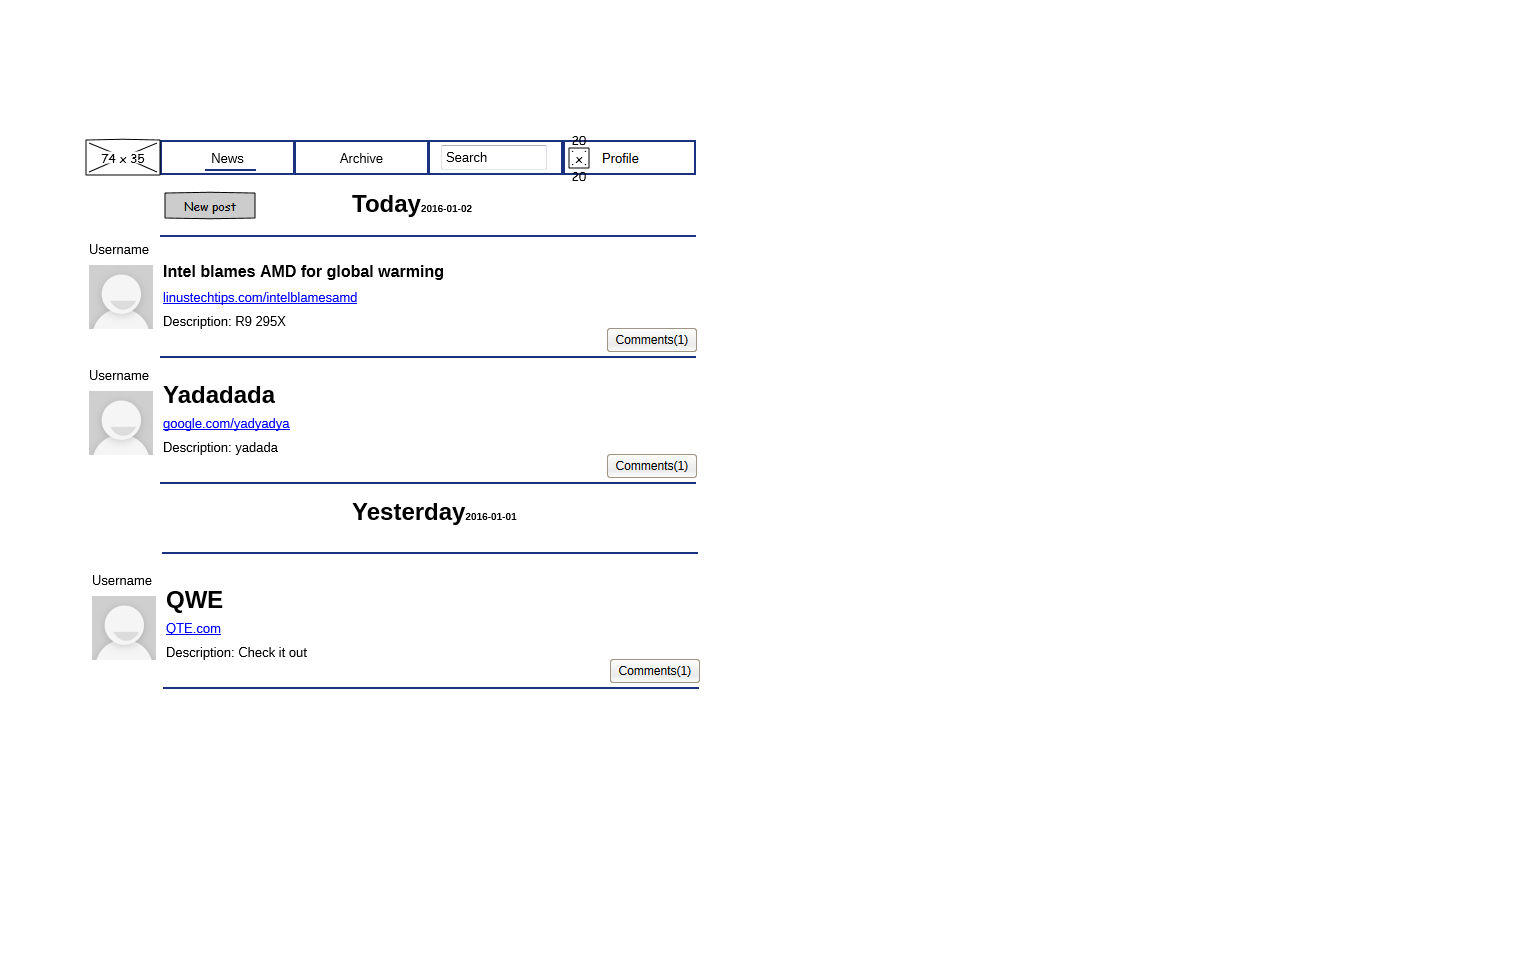 74 x 35
News
Archive
Search
20
x
20
Profile
New post
Today2016-01-02
Username
Intel blames AMD for global warming
linustechtips.com/intelblamesamd
Description: R9 295X
Comments(1)
Username
Yadadada
google.com/yadyadya
Description: yadada
Comments(1)
Yesterday2016-01-01
Username
QWE
QTE.com
Description: Check it out
Comments(1)